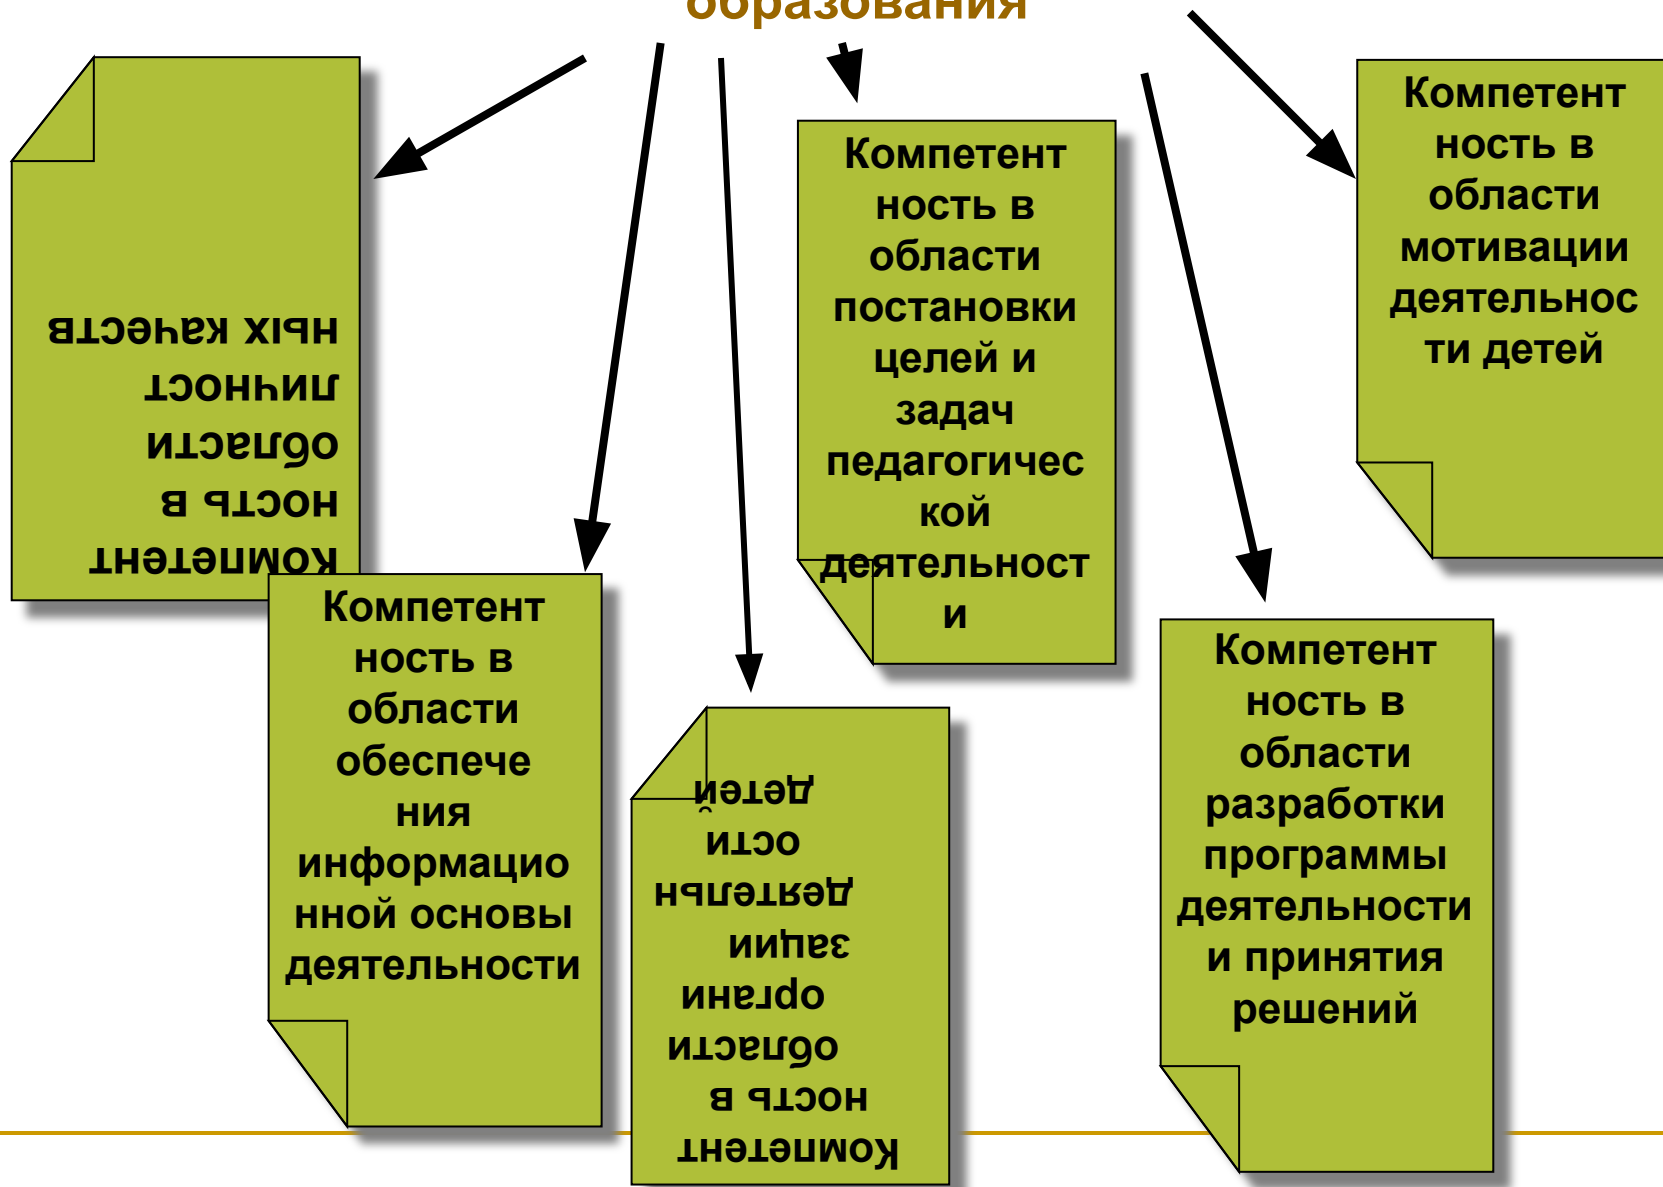 образования
Компетент
ность в
области
личност
ных качеств
Компетент
ность в
области
обеспече
ния
информацио
нной основы
деятельности
Компетент
ность в
области
органи
зации
деятельн
ости
детей
Компетент
ность в
области
постановки
целей и
задач
педагогичес
кой
деятельност
и
Компетент
ность в
области
разработки
программы
деятельности
и принятия
решений
Компетент
ность в
области
мотивации
деятельнос
ти детей